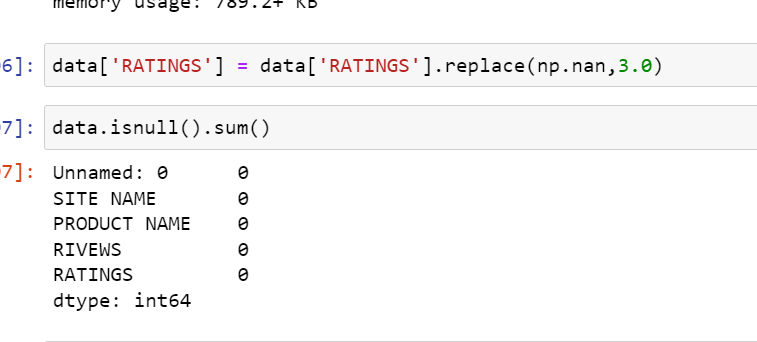 memory usage: 789.2+ KB
6]: data['RATINGS'] = data['RATINGS'].replace(np.nan,3.0)
7]: data.isnull().sum()
7]: Unnamed: 0      0
SITE NAME       0
PRODUCT NAME    0
RIVEWS          0
RATINGS         0
dtype: int64